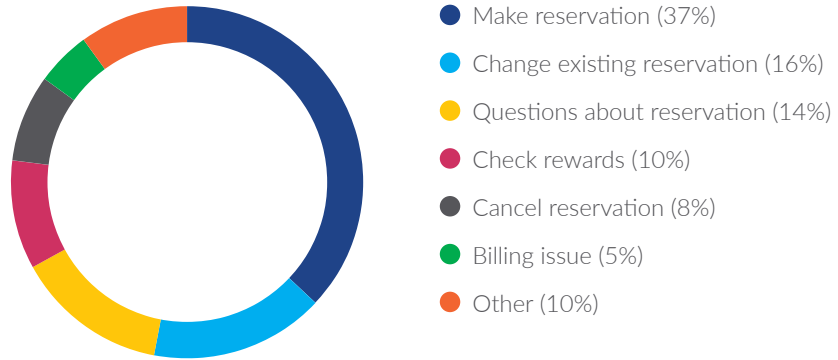 Make reservation (37%)
Change existing reservation (16%)
Questions about reservation (14%)
Check rewards (10%)
Cancel reservation (8%)
Billing issue (5%)
Other (10%)